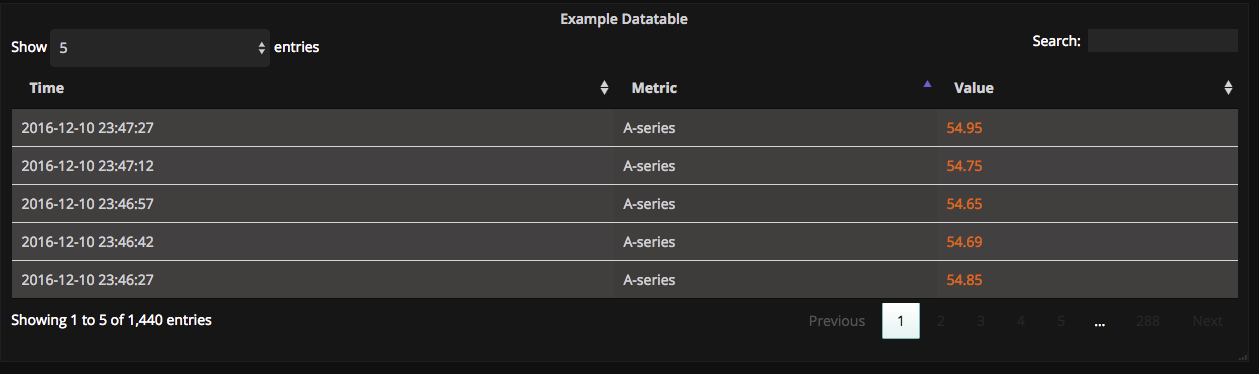 Example Datatable
Show 5 entries Search:
Time Metric Value
2016-12-10 23:47:27 A-series 54.95
2016-12-10 23:47:12 A-series 54.75
2016-12-10 23:46:57 A-series 54.65
2016-12-10 23:46:42 A-series 54.69
2016-12-10 23:46:27 A-series 54.85
Showing 1 to 5 of 1,440 entries Previous 1 2 3 4 5 ... 288 Next